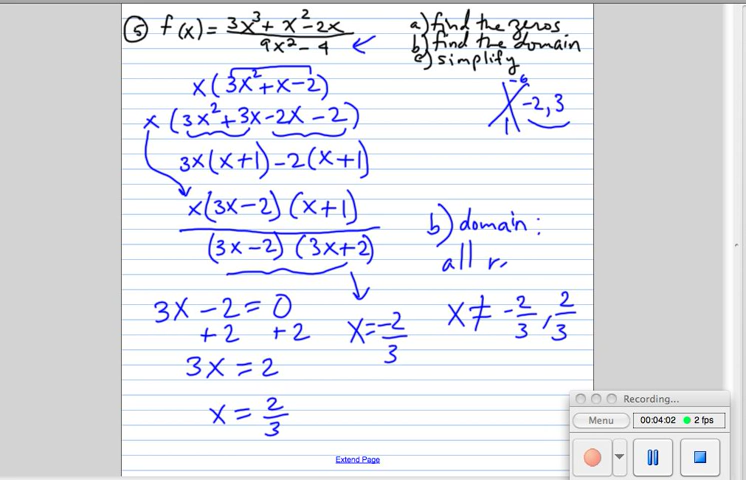 ⑤ f(x) = (3x³ + x² - 2x)/(9x² - 4)
a) find the zeros
b) find the domain
c) simplify
x(3x² + x - 2)
-6
-2, 3
1
x(3x² + 3x - 2x - 2)
3x(x+1) - 2(x+1)
x(3x-2)(x+1)
(3x-2)(3x+2)
b) domain:
all r
3x - 2 = 0
+2 +2
3x = 2
x = 2/3
x = -2/3
x ≠ -2/3, 2/3
Recording...
Menu
00:04:02 2 fps
Extend Page